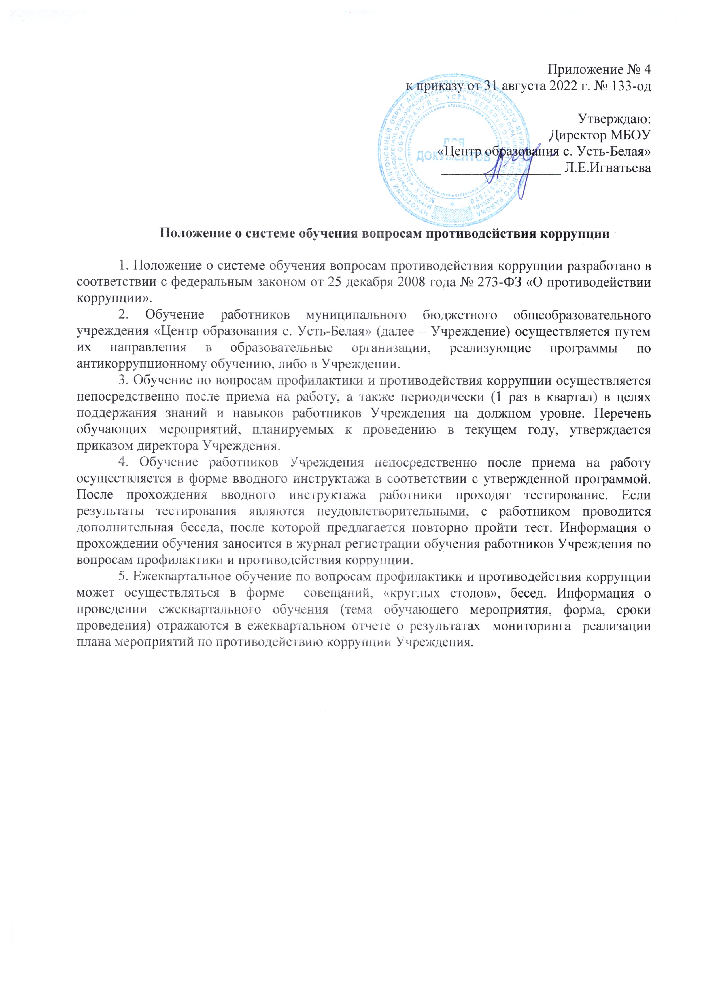 Приложение № 4
к приказу от 31 августа 2022 г. № 133-од
Утверждаю:
Директор МБОУ
«Центр образования с. Усть-Белая»
____________________ Л.Е.Игнатьева
ДЛЯ
ДОКУМЕНТОВ
Положение о системе обучения вопросам противодействия коррупции
1. Положение о системе обучения вопросам противодействия коррупции разработано в
соответствии с федеральным законом от 25 декабря 2008 года № 273-ФЗ «О противодействии
коррупции».
2. Обучение работников муниципального бюджетного общеобразовательного
учреждения «Центр образования с. Усть-Белая» (далее – Учреждение) осуществляется путем
их направления в образовательные организации, реализующие программы по
антикоррупционному обучению, либо в Учреждении.
3. Обучение по вопросам профилактики и противодействия коррупции осуществляется
непосредственно после приема на работу, а также периодически (1 раз в квартал) в целях
поддержания знаний и навыков работников Учреждения на должном уровне. Перечень
обучающих мероприятий, планируемых к проведению в текущем году, утверждается
приказом директора Учреждения.
4. Обучение работников Учреждения непосредственно после приема на работу
осуществляется в форме вводного инструктажа в соответствии с утвержденной программой.
После прохождения вводного инструктажа работники проходят тестирование. Если
результаты тестирования являются неудовлетворительными, с работником проводится
дополнительная беседа, после которой предлагается повторно пройти тест. Информация о
прохождении обучения заносится в журнал регистрации обучения работников Учреждения по
вопросам профилактики и противодействия коррупции.
5. Ежеквартальное обучение по вопросам профилактики и противодействия коррупции
может осуществляться в форме совещаний, «круглых столов», бесед. Информация о
проведении ежеквартального обучения (тема обучающего мероприятия, форма, сроки
проведения) отражаются в ежеквартальном отчете о результатах мониторинга реализации
плана мероприятий по противодействию коррупции Учреждения.